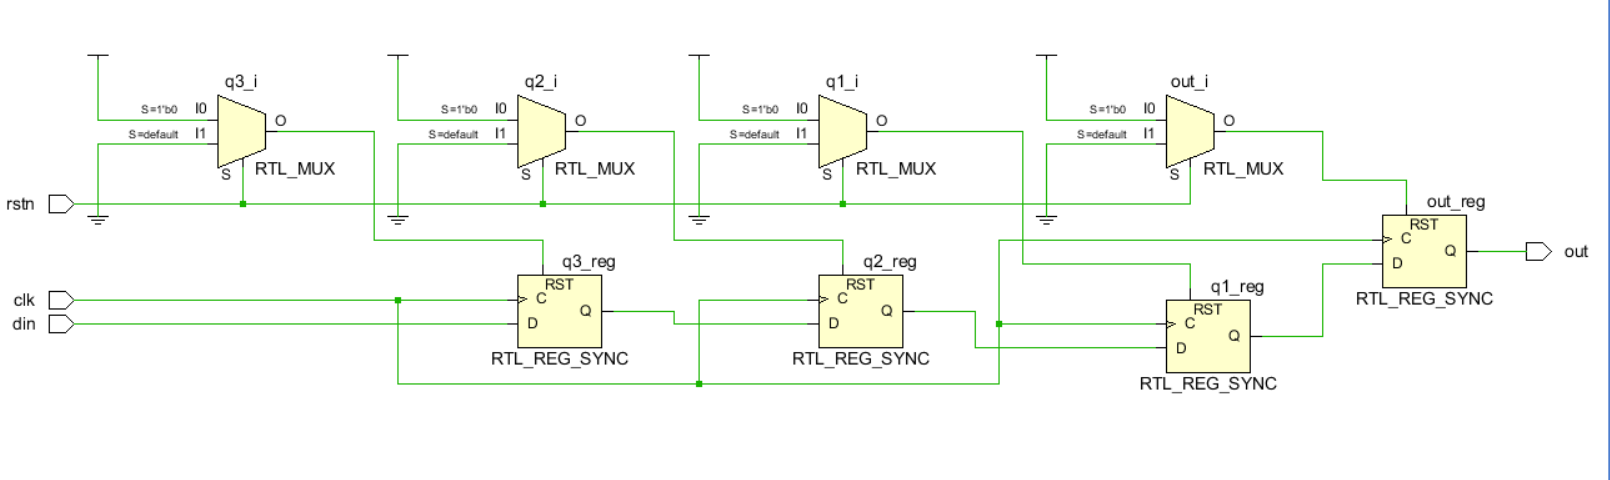 q3_i
q2_i
q1_i
out_i
S=1'b0 I0
S=default I1
O
S
RTL_MUX
S=1'b0 I0
S=default I1
O
S
RTL_MUX
S=1'b0 I0
S=default I1
O
S
RTL_MUX
S=1'b0 I0
S=default I1
O
S
RTL_MUX
rstn
out_reg
RST
C
D
Q
RTL_REG_SYNC
out
q3_reg
RST
C
D
Q
RTL_REG_SYNC
q2_reg
RST
C
D
Q
RTL_REG_SYNC
q1_reg
RST
C
D
Q
RTL_REG_SYNC
clk
din